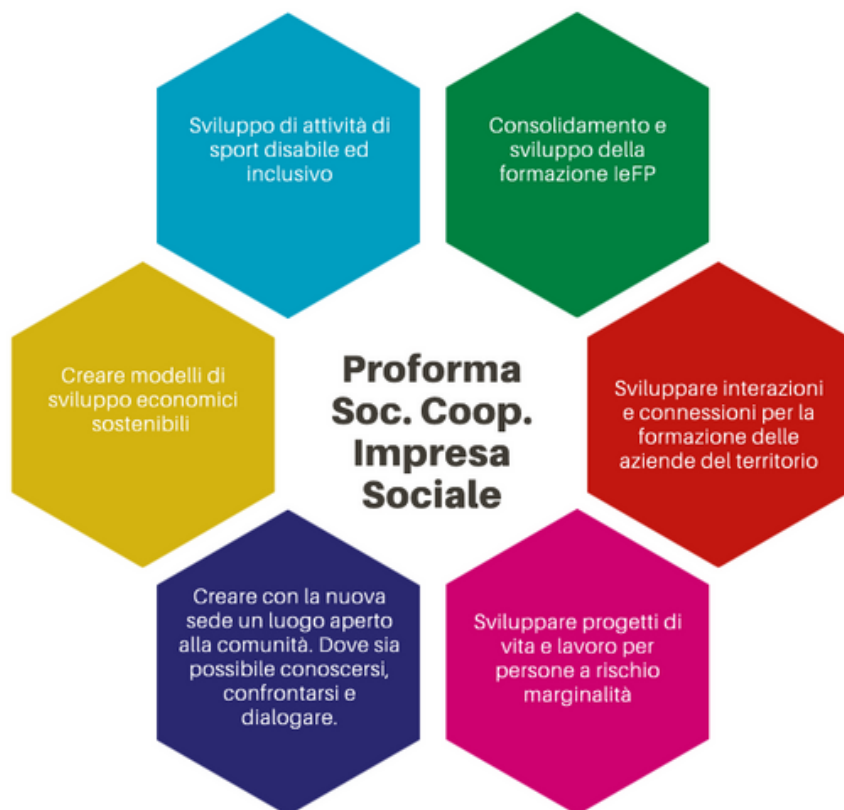 Sviluppo di attività di
sport disabile ed
inclusivo
Consolidamento e
sviluppo della
formazione IeFP
Creare modelli di
sviluppo economici
sostenibili
Proforma
Soc. Coop.
Impresa
Sociale
Sviluppare interazioni
e connessioni per la
formazione delle
aziende del territorio
Creare con la nuova
sede un luogo aperto
alla comunità. Dove sia
possibile conoscersi,
confrontarsi e
dialogare.
Sviluppare progetti di
vita e lavoro per
persone a rischio
marginalità